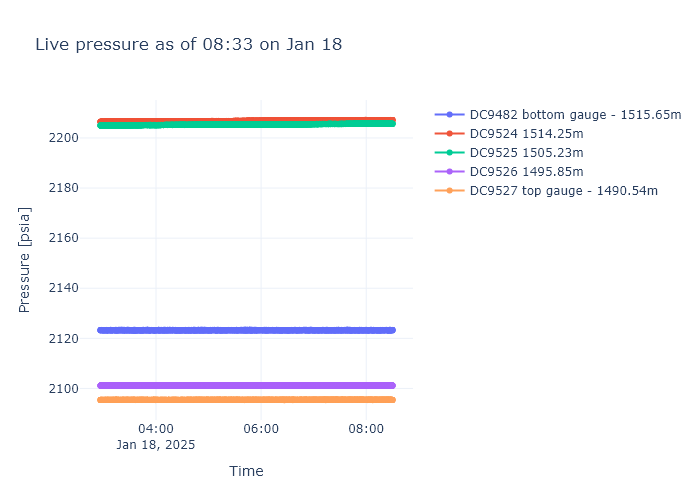 Live pressure as of 08:33 on Jan 18
DC9482 bottom gauge - 1515.65m
DC9524 1514.25m
DC9525 1505.23m
DC9526 1495.85m
DC9527 top gauge - 1490.54m
Pressure [psia]
2200
2180
2160
2140
2120
2100
04:00
06:00
08:00
Jan 18, 2025
Time